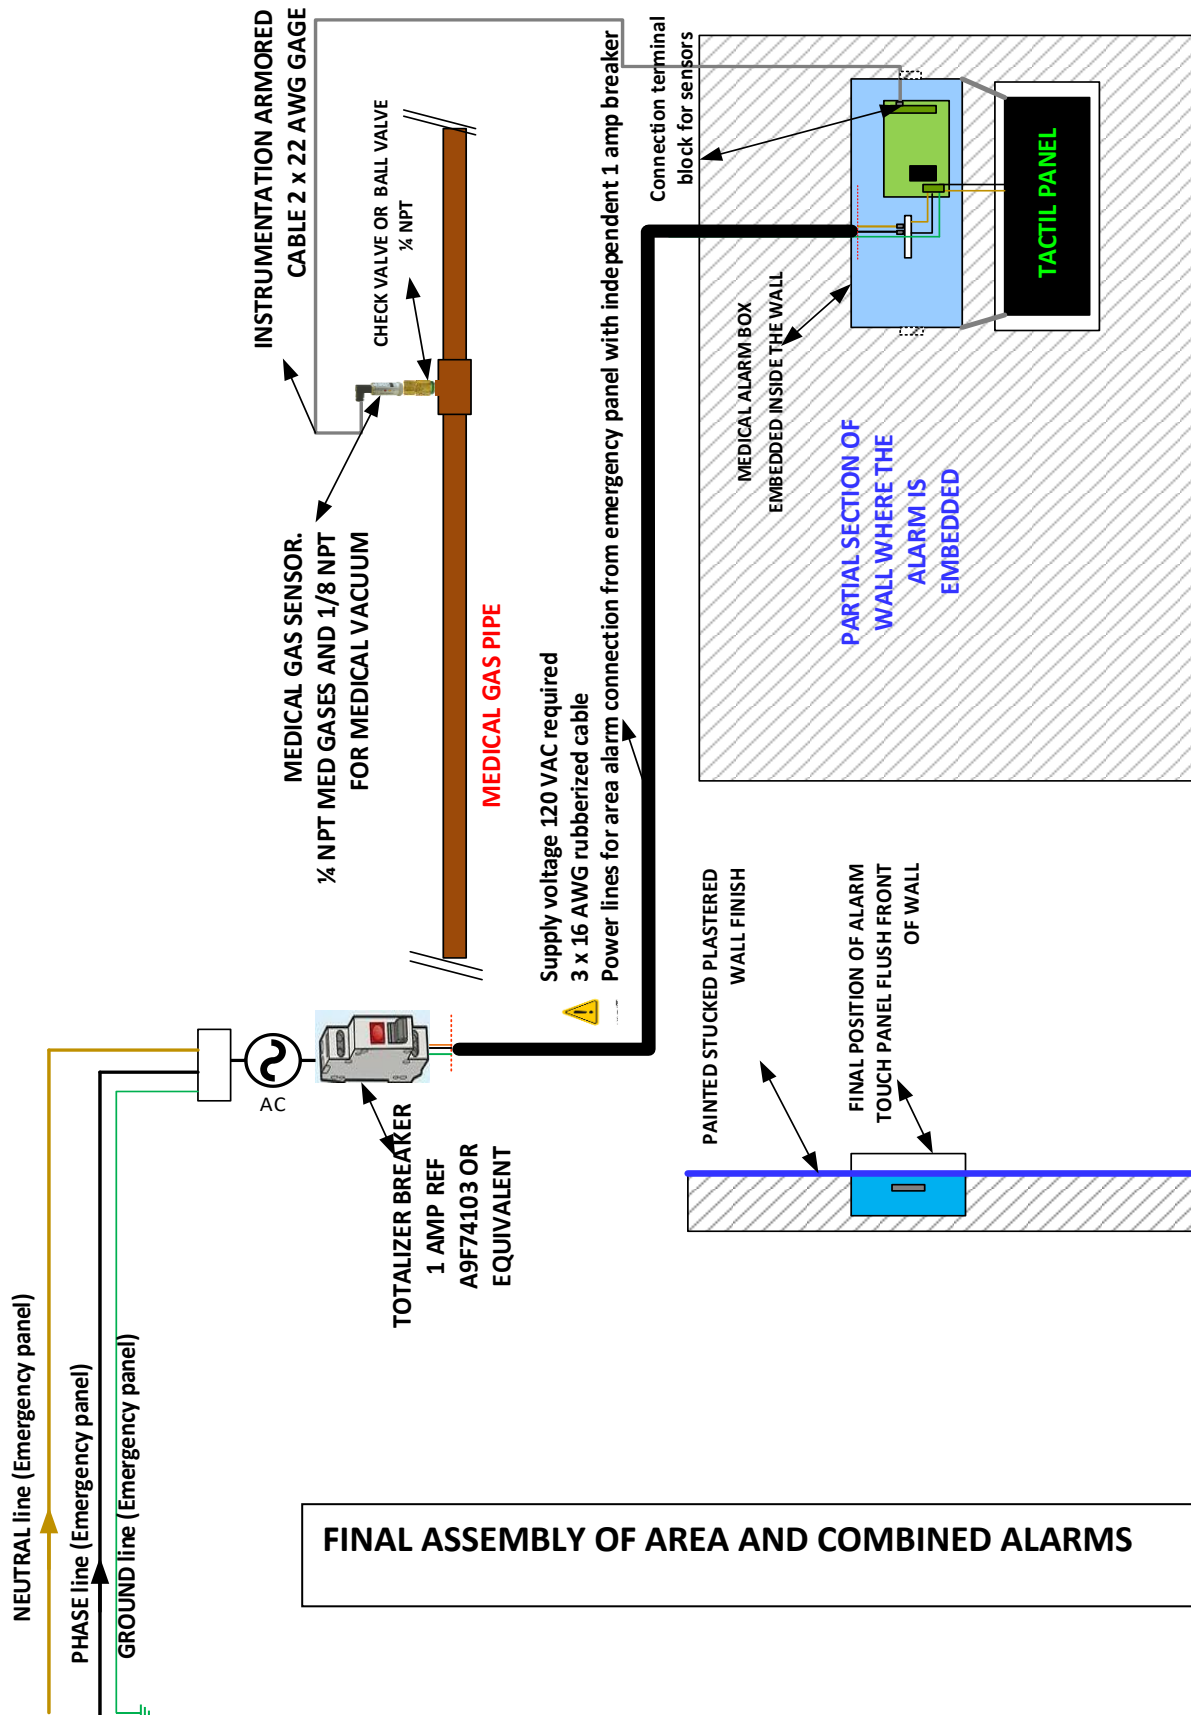 NEUTRAL line (Emergency panel)
PHASE line (Emergency panel)
GROUND line (Emergency panel)
AC
TOTALIZER BREAKER
1 AMP REF
A9F74103 OR
EQUIVALENT
INSTRUMENTATION ARMORED
CABLE 2 x 22 AWG GAGE
CHECK VALVE OR BALL VALVE
¼ NPT
MEDICAL GAS SENSOR.
¼ NPT MED GASES AND 1/8 NPT
FOR MEDICAL VACUUM
MEDICAL GAS PIPE
Supply voltage 120 VAC required
3 x 16 AWG rubberized cable
Power lines for area alarm connection from emergency panel with independent 1 amp breaker
Connection terminal
block for sensors
MEDICAL ALARM BOX
EMBEDDED INSIDE THE WALL
TACTIL PANEL
PARTIAL SECTION OF
WALL WHERE THE
ALARM IS
EMBEDDED
PAINTED STUCKED PLASTERED
WALL FINISH
FINAL POSITION OF ALARM
TOUCH PANEL FLUSH FRONT
OF WALL
FINAL ASSEMBLY OF AREA AND COMBINED ALARMS